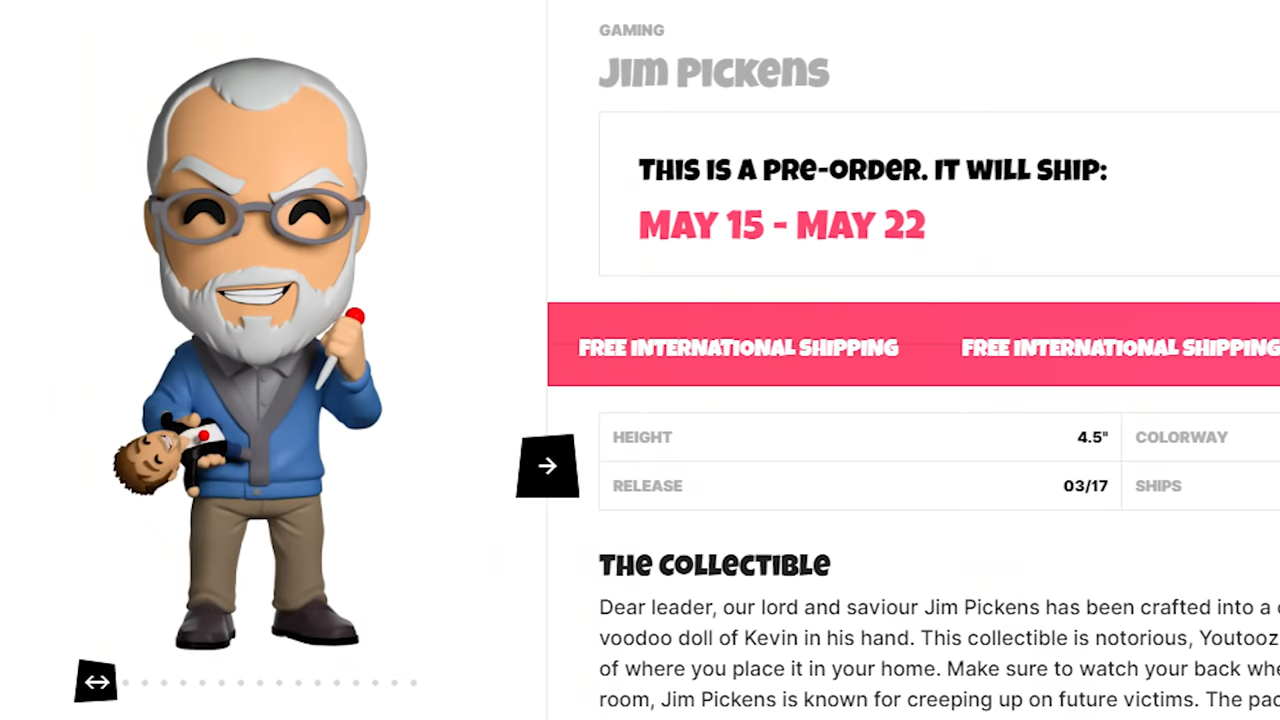 GAMING
Jim Pickens
THIS IS A PRE-ORDER. IT WILL SHIP:
MAY 15 - MAY 22
FREE INTERNATIONAL SHIPPING FREE INTERNATIONAL SHIPPING
HEIGHT 4.5" COLORWAY
RELEASE 03/17 SHIPS
THE COLLECTIBLE
Dear leader, our lord and saviour Jim Pickens has been crafted into a
voodoo doll of Kevin in his hand. This collectible is notorious, Youtooz
of where you place it in your home. Make sure to watch your back
room, Jim Pickens is known for creeping up on future victims. The